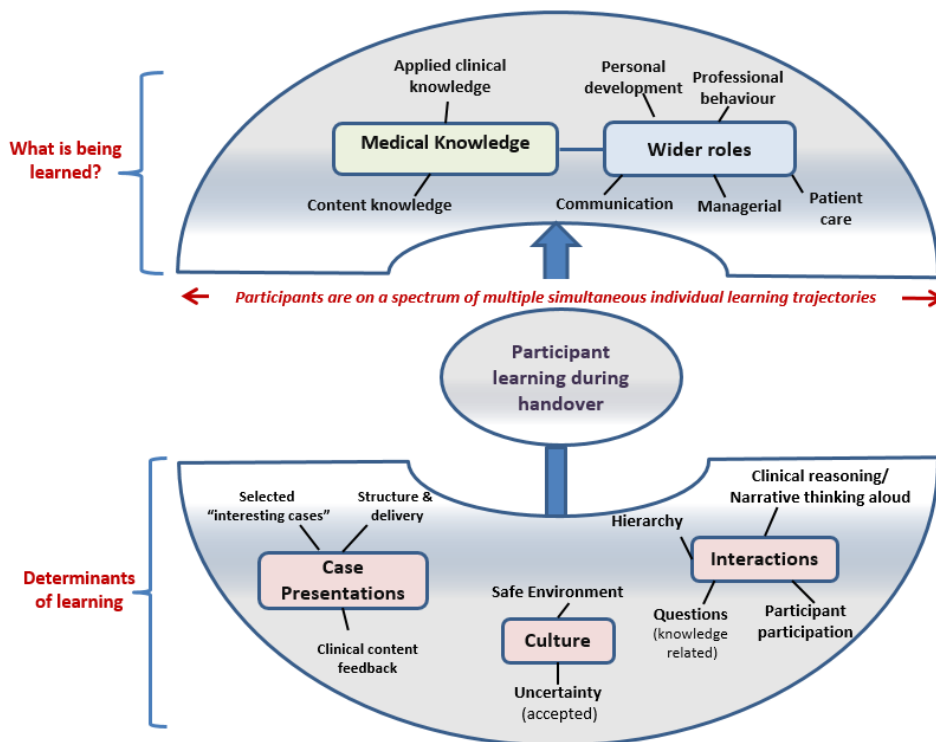 What is being
learned?
Applied clinical
knowledge
Medical Knowledge
Content knowledge
Personal
development
Professional
behaviour
Wider roles
Communication
Managerial
Patient
care
Participants are on a spectrum of multiple simultaneous individual learning trajectories
Participant
learning during
handover
Determinants
of learning
Selected
“interesting cases”
Structure &
delivery
Case
Presentations
Clinical content
feedback
Safe Environment
Culture
Uncertainty
(accepted)
Clinical reasoning/
Narrative thinking aloud
Hierarchy
Interactions
Questions
(knowledge
related)
Participant
participation